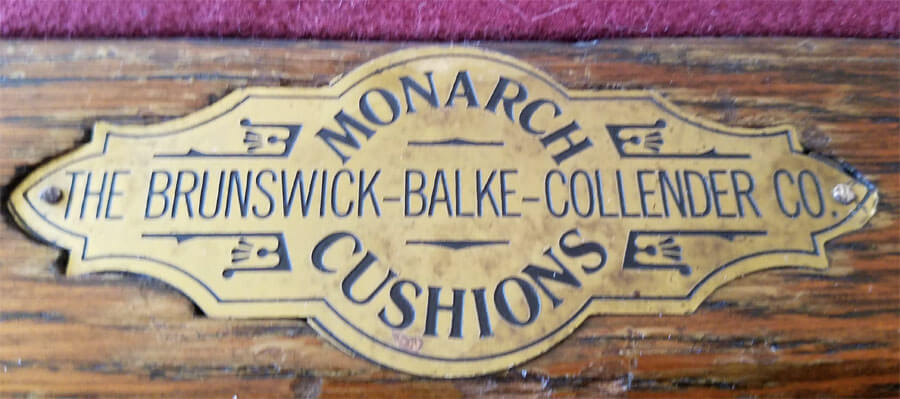 MONARCH
THE BRUNSWICK-BALKE-COLLENDER CO.
CUSHIONS